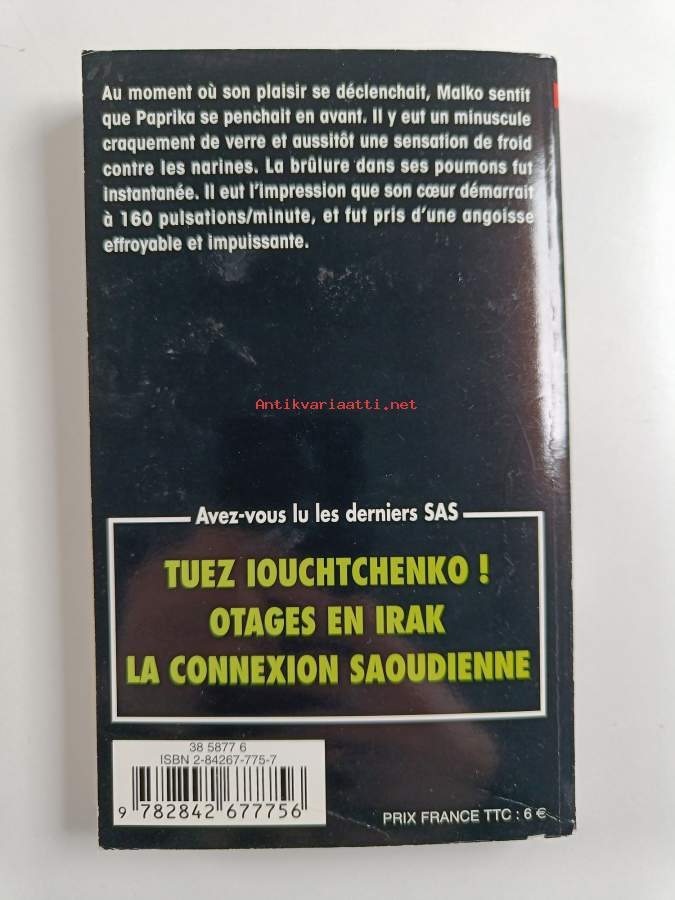 Au moment où son plaisir se déclenchait, Malko sentit
que Paprika se penchait en avant. Il y eut un minuscule
craquement de verre et aussitôt une sensation de froid
contre les narines. La brûlure dans ses poumons fut
instantanée. Il eut l'impression que son cœur démarrait
à 160 pulsations/minute, et fut pris d'une angoisse
effroyable et impuissante.
Antikvariaatti.net
Avez-vous lu les derniers SAS
TUEZ IOUCHTCHENKO !
OTAGES EN IRAK
LA CONNEXION SAOUDIENNE
38 5877 6
ISBN 2-84267-775-7
9 782842 677756
PRIX FRANCE TTC : 6 €